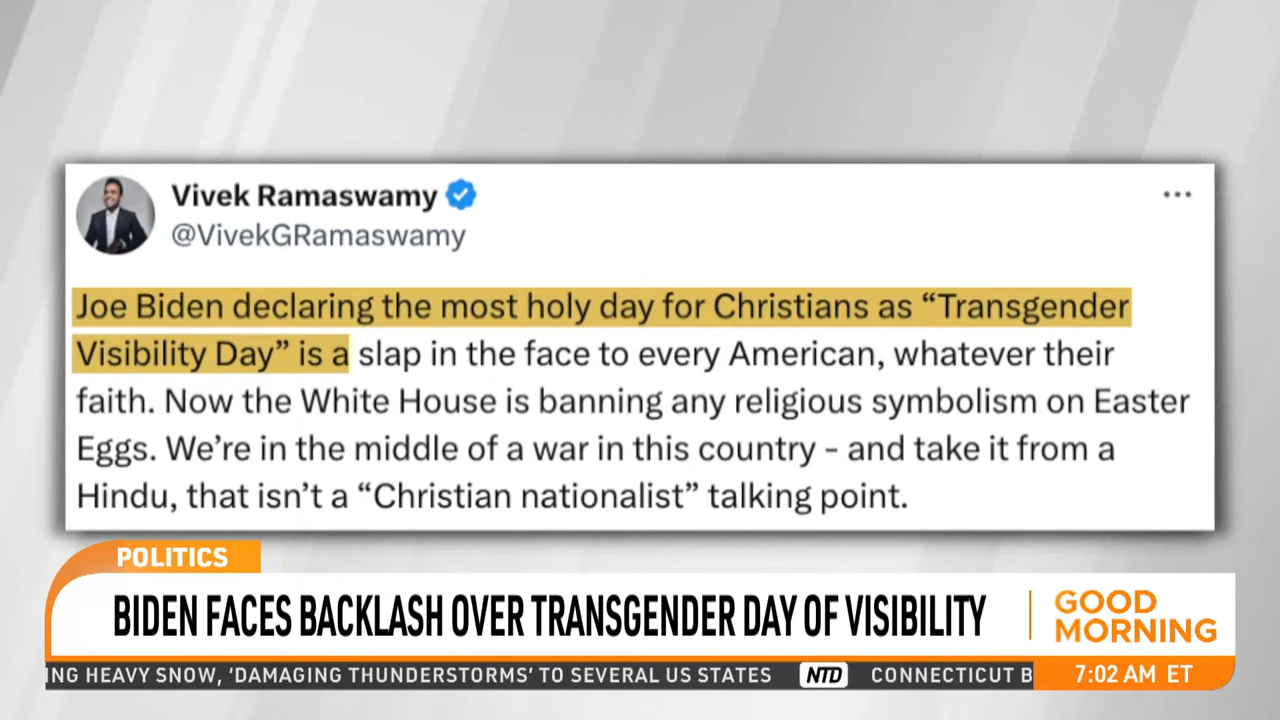 Vivek Ramaswamy
@VivekGRamaswamy
Joe Biden declaring the most holy day for Christians as “Transgender
Visibility Day” is a slap in the face to every American, whatever their
faith. Now the White House is banning any religious symbolism on Easter
Eggs. We’re in the middle of a war in this country – and take it from a
Hindu, that isn’t a “Christian nationalist” talking point.
POLITICS
BIDEN FACES BACKLASH OVER TRANSGENDER DAY OF VISIBILITY
GOOD
MORNING
NG HEAVY SNOW, ‘DAMAGING THUNDERSTORMS’ TO SEVERAL US STATES NTD CONNECTICUT B
7:02 AM ET